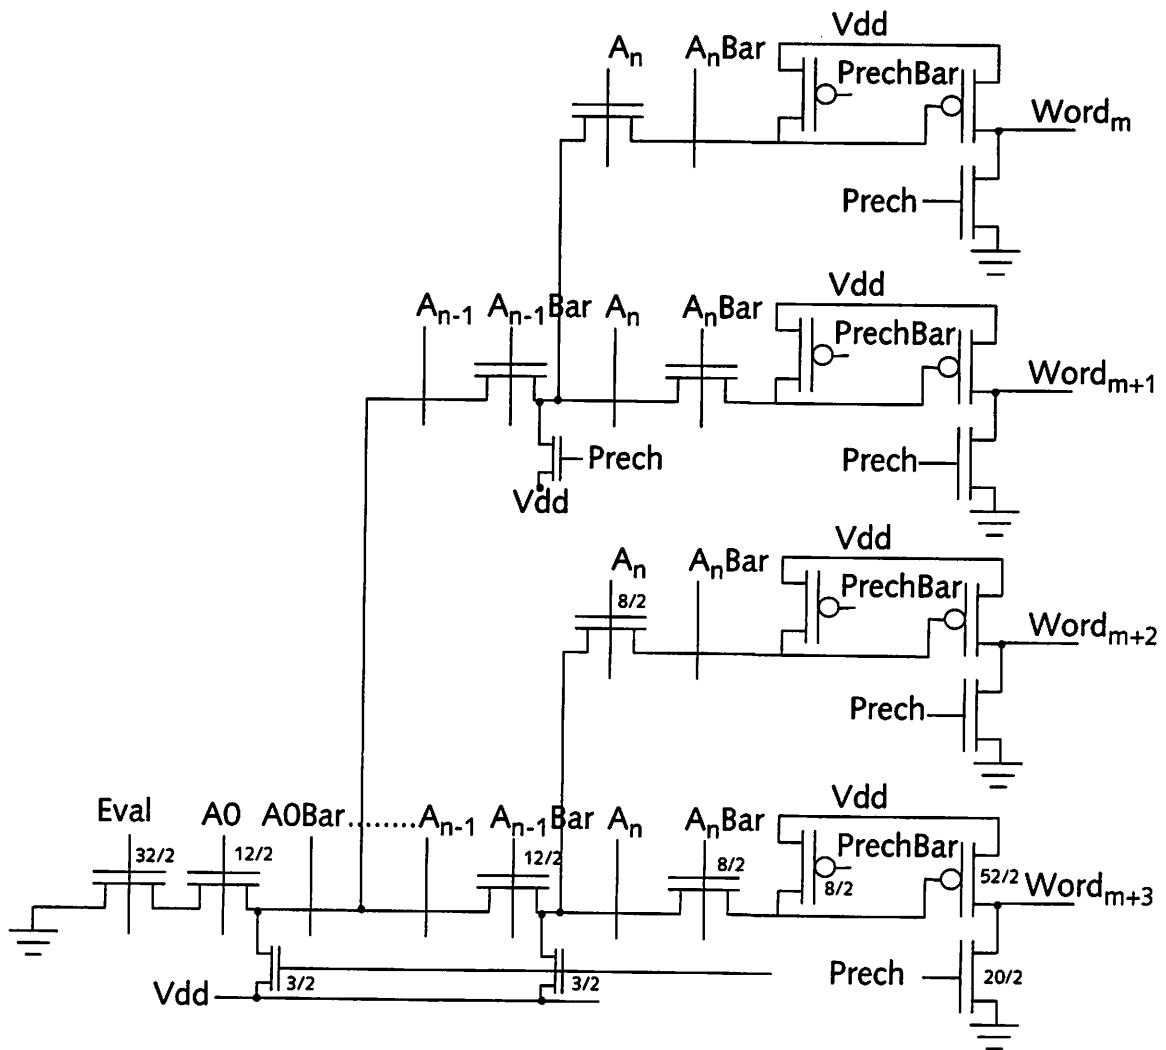 Vdd
Aₙ AₙBar PrechBar
Wordₘ
Prech
Vdd
Aₙ₋₁ Aₙ₋₁Bar Aₙ AₙBar PrechBar
Wordₘ₊₁
Prech Prech
Vdd
Vdd
Aₙ AₙBar PrechBar
8/2
Wordₘ₊₂
Prech
Vdd
Eval A0 A0Bar........Aₙ₋₁ Aₙ₋₁Bar Aₙ AₙBar PrechBar
32/2 12/2 12/2 8/2 8/2 52/2
Wordₘ₊₃
Prech 20/2
3/2 3/2
Vdd